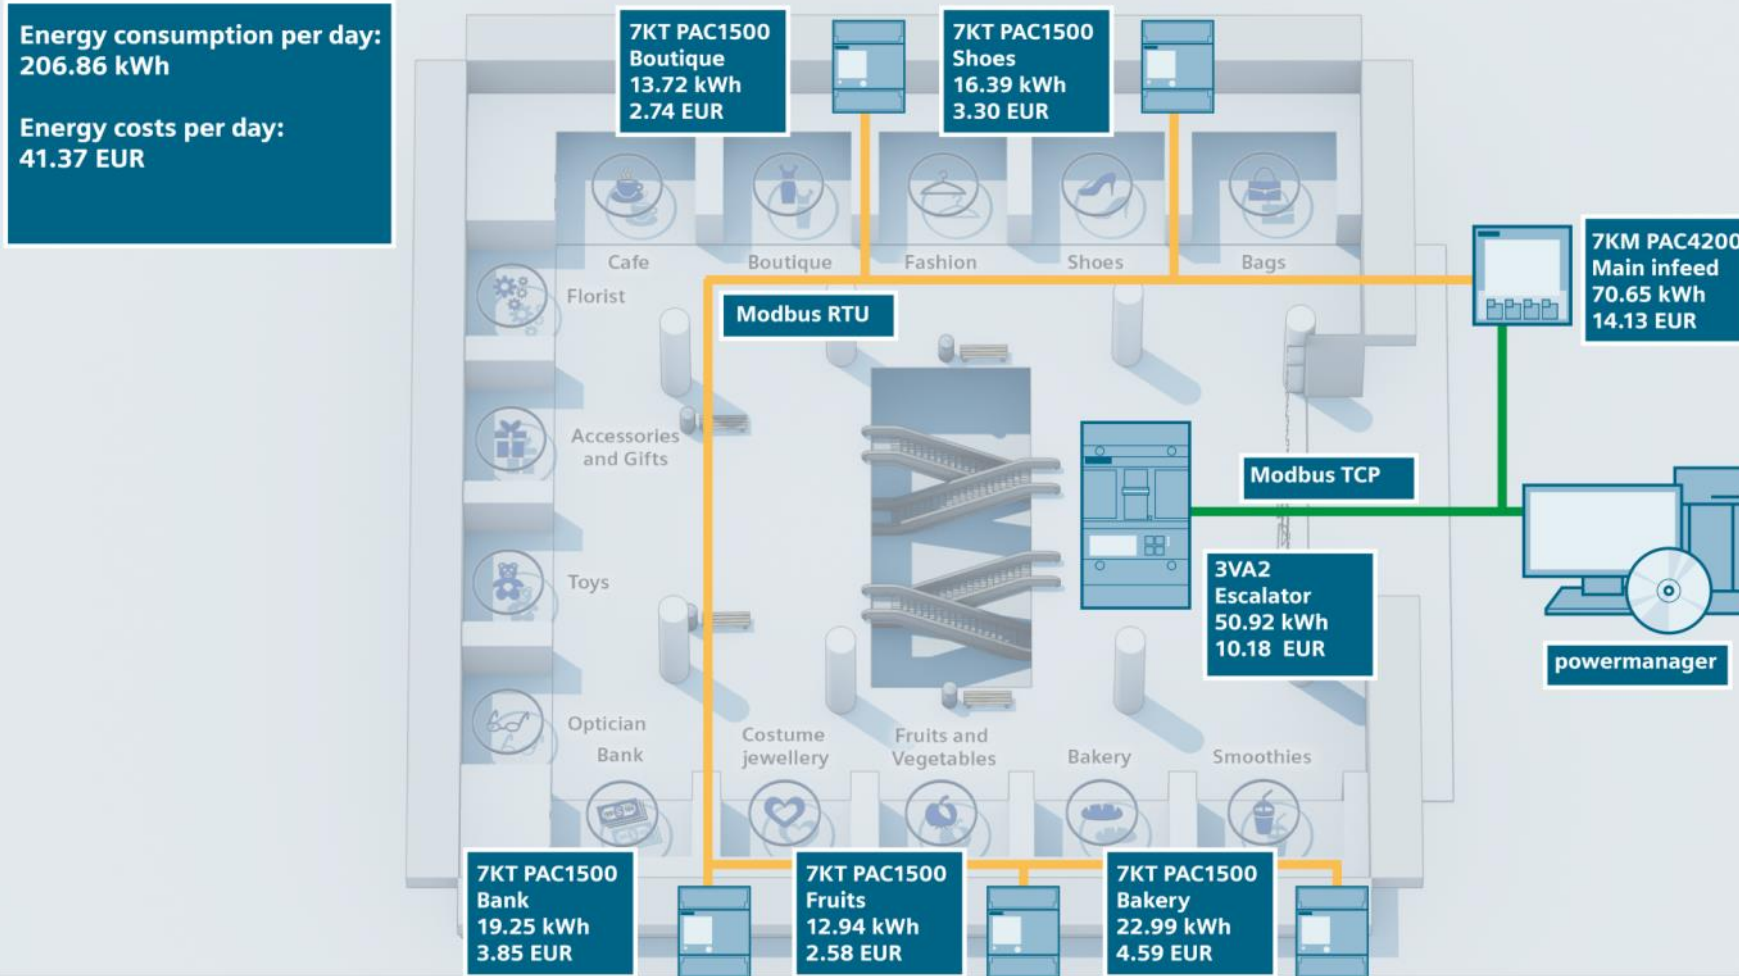 Energy consumption per day:
206.86 kWh
Energy costs per day:
41.37 EUR
7KT PAC1500
Boutique
13.72 kWh
2.74 EUR
7KT PAC1500
Shoes
16.39 kWh
3.30 EUR
Cafe
Boutique
Fashion
Shoes
Bags
7KM PAC4200
Main infeed
70.65 kWh
14.13 EUR
Florist
Modbus RTU
Accessories
and Gifts
Modbus TCP
Toys
3VA2
Escalator
50.92 kWh
10.18 EUR
powermanager
Optician
Bank
Costume
jewellery
Fruits and
Vegetables
Bakery
Smoothies
7KT PAC1500
Bank
19.25 kWh
3.85 EUR
7KT PAC1500
Fruits
12.94 kWh
2.58 EUR
7KT PAC1500
Bakery
22.99 kWh
4.59 EUR